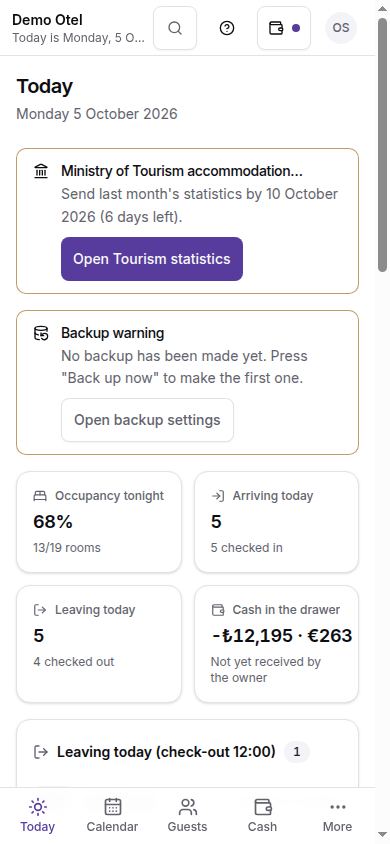 Demo Otel
Today is Monday, 5 O...
OS
Today
Monday 5 October 2026
Ministry of Tourism accommodation...
Send last month's statistics by 10 October
2026 (6 days left).
Open Tourism statistics
Backup warning
No backup has been made yet. Press
"Back up now" to make the first one.
Open backup settings
Occupancy tonight
68%
13/19 rooms
Arriving today
5
5 checked in
Leaving today
5
4 checked out
Cash in the drawer
-₺12,195 · €263
Not yet received by
the owner
Leaving today (check-out 12:00) 1
Today
Calendar
Guests
Cash
More